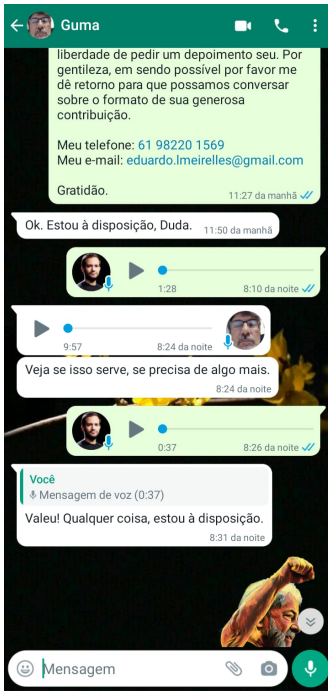 Guma
liberdade de pedir um depoimento seu. Por
gentileza, em sendo possível por favor me
dê retorno para que possamos conversar
sobre o formato de sua generosa
contribuição.
Meu telefone: 61 98220 1569
Meu e-mail: eduardo.lmeirelles@gmail.com
Gratidão.
11:27 da manhã
Ok. Estou à disposição, Duda.
11:50 da manhã
1:28
8:10 da noite
9:57
8:24 da noite
Veja se isso serve, se precisa de algo mais.
8:24 da noite
0:37
8:26 da noite
Você
Mensagem de voz (0:37)
Valeu! Qualquer coisa, estou à disposição.
8:31 da noite
Mensagem